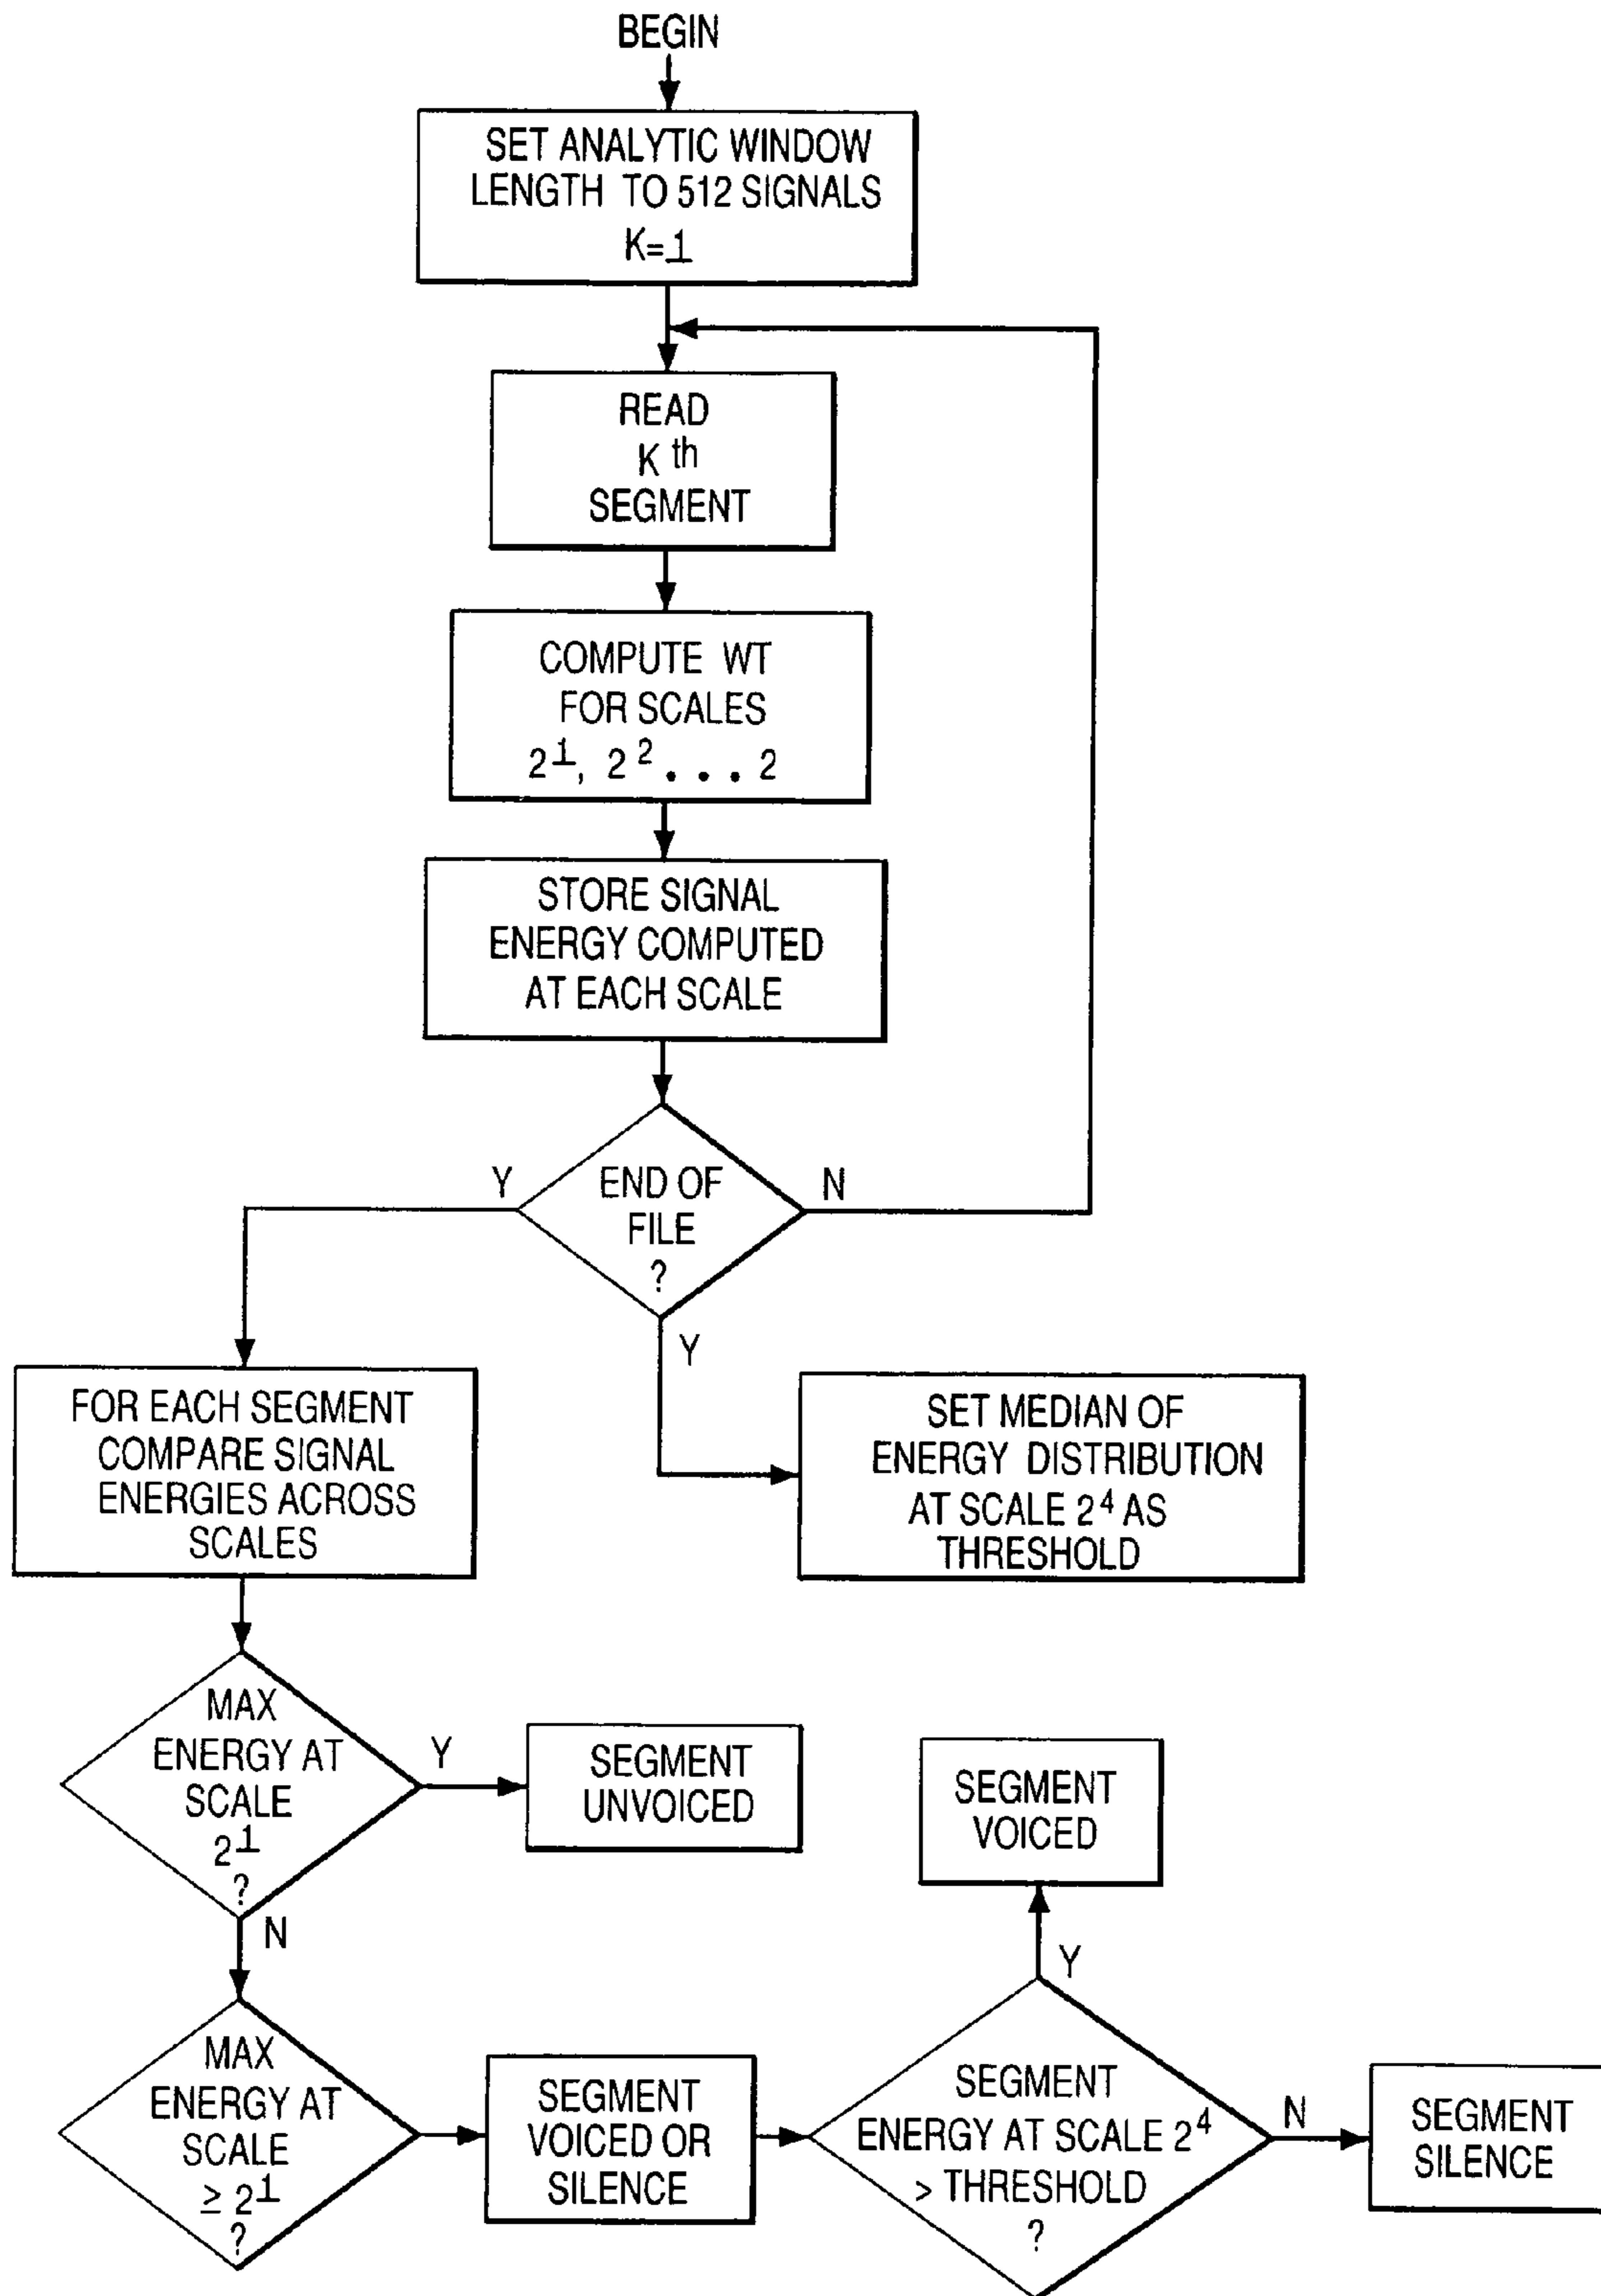 BEGIN
SET ANALYTIC WINDOW
LENGTH TO 512 SIGNALS
K=1
READ
K th
SEGMENT
COMPUTE WT
FOR SCALES
2^1, 2^2 . . . 2
STORE SIGNAL
ENERGY COMPUTED
AT EACH SCALE
Y
END OF
FILE
?
N
Y
FOR EACH SEGMENT
COMPARE SIGNAL
ENERGIES ACROSS
SCALES
SET MEDIAN OF
ENERGY DISTRIBUTION
AT SCALE 2^4 AS
THRESHOLD
MAX
ENERGY AT
SCALE
2^1
?
Y
SEGMENT
UNVOICED
N
SEGMENT
VOICED
Y
MAX
ENERGY AT
SCALE
≥ 2^1
?
SEGMENT
VOICED OR
SILENCE
SEGMENT
ENERGY AT SCALE 2^4
> THRESHOLD
?
N
SEGMENT
SILENCE